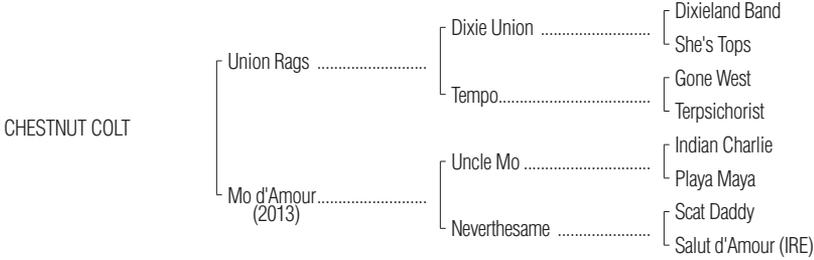 Dixieland Band
Dixie Union ..........................
She's Tops
Union Rags ..........................
Gone West
Tempo....................................
Terpsichorist
CHESTNUT COLT
Indian Charlie
Uncle Mo ..............................
Playa Maya
Mo d'Amour..........................
(2013)
Scat Daddy
Neverthesame ......................
Salut d'Amour (IRE)